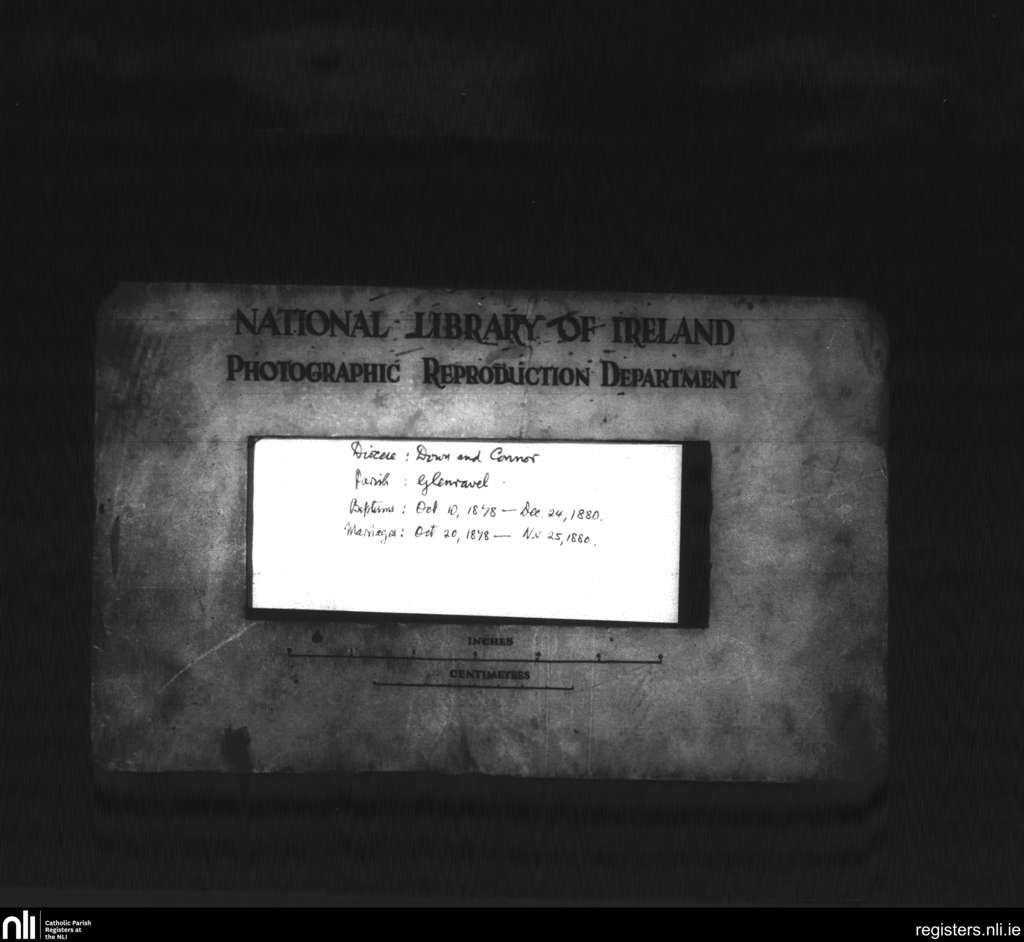 NATIONAL LIBRARY OF IRELAND
PHOTOGRAPHIC REPRODUCTION DEPARTMENT
Diocese : Down and Connor
Parish : Glenravel
Baptisms : Oct 10, 1878 — Dec. 24, 1880.
Marriages : Oct 20, 1878 — Nov 25, 1880.
INCHES
CENTIMETRES
nli
Catholic Parish
Registers at
the NLI
registers.nli.ie